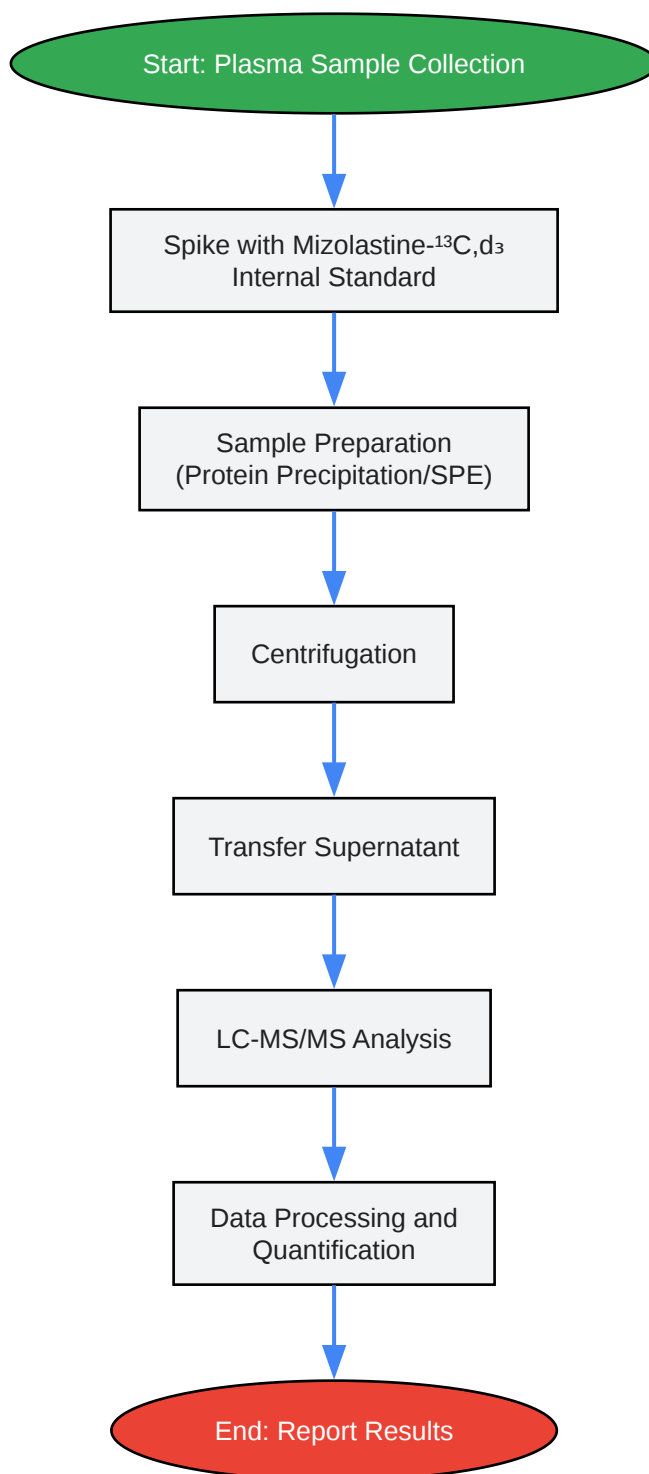 Start: Plasma Sample Collection
Spike with Mizolastine-¹³C,d₃
Internal Standard
Sample Preparation
(Protein Precipitation/SPE)
Centrifugation
Transfer Supernatant
LC-MS/MS Analysis
Data Processing and
Quantification
End: Report Results